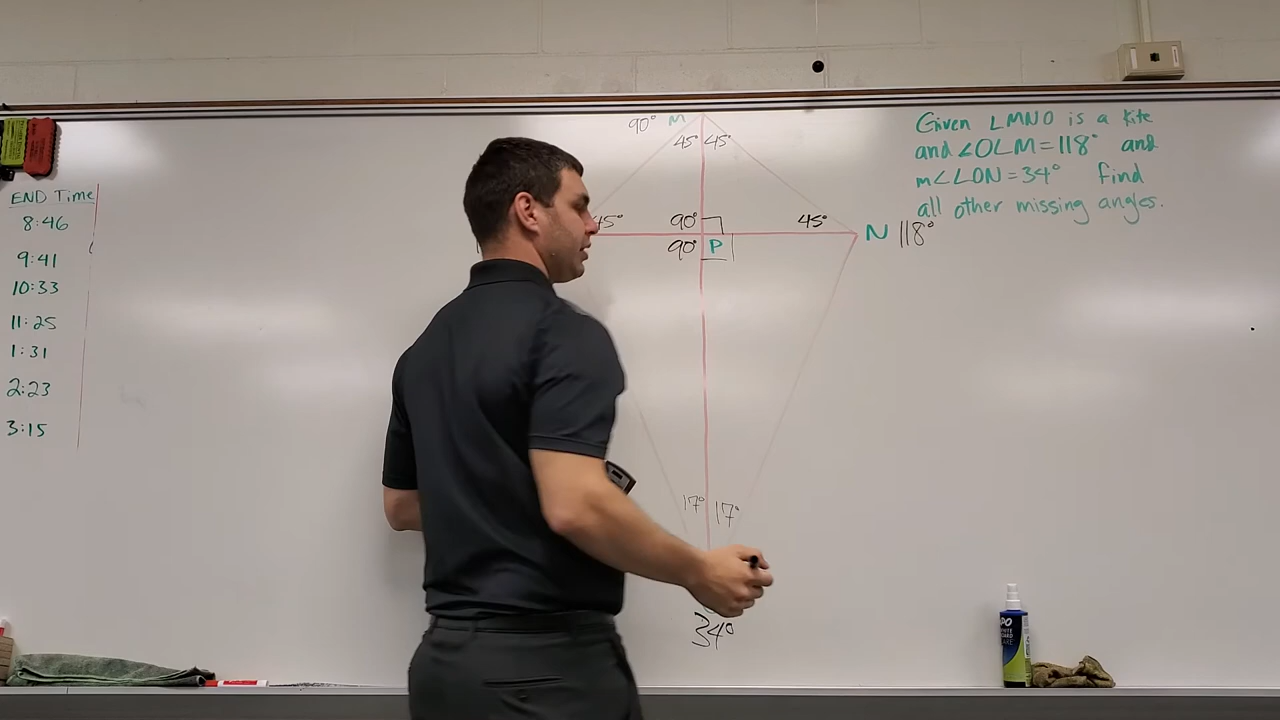 END Time
8:46
9:41
10:33
11:25
1:31
2:23
3:15
90° M
45° 45°
45° 90° 45°
N 118°
90° P
17° 17°
34°
Given LMNO is a kite
and ∠OLM=118° and
m∠LON=34° find
all other missing angles.